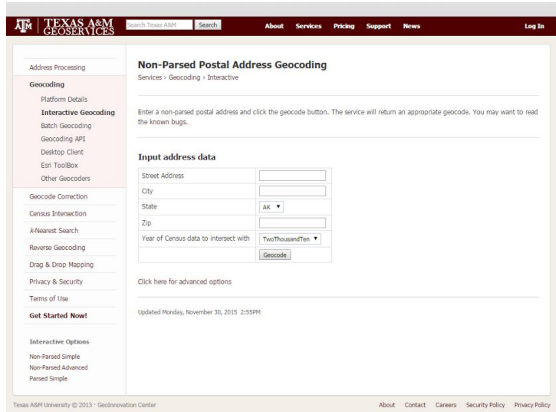 TEXAS A&M
GEOSERVICES
Search Texas A&M
Search
About Services Pricing Support News
Log In
Address Processing
Geocoding
Platform Details
Interactive Geocoding
Batch Geocoding
Geocoding API
Desktop Client
Esri ToolBox
Other Geocoders
Geocode Correction
Census Intersection
k-Nearest Search
Reverse Geocoding
Drag & Drop Mapping
Privacy & Security
Terms of Use
Get Started Now!
Interactive Options
Non-Parsed Simple
Non-Parsed Advanced
Parsed Simple
Non-Parsed Postal Address Geocoding
Services › Geocoding › Interactive
Enter a non-parsed postal address and click the geocode button. The service will return an appropriate geocode. You may want to read
the known bugs.
Input address data
Street Address
City
State AK
Zip
Year of Census data to intersect with TwoThousandTen
Geocode
Click here for advanced options
Updated Monday, November 30, 2015 2:55PM
Texas A&M University © 2013 - GeoInnovation Center
About Contact Careers Security Policy Privacy Policy